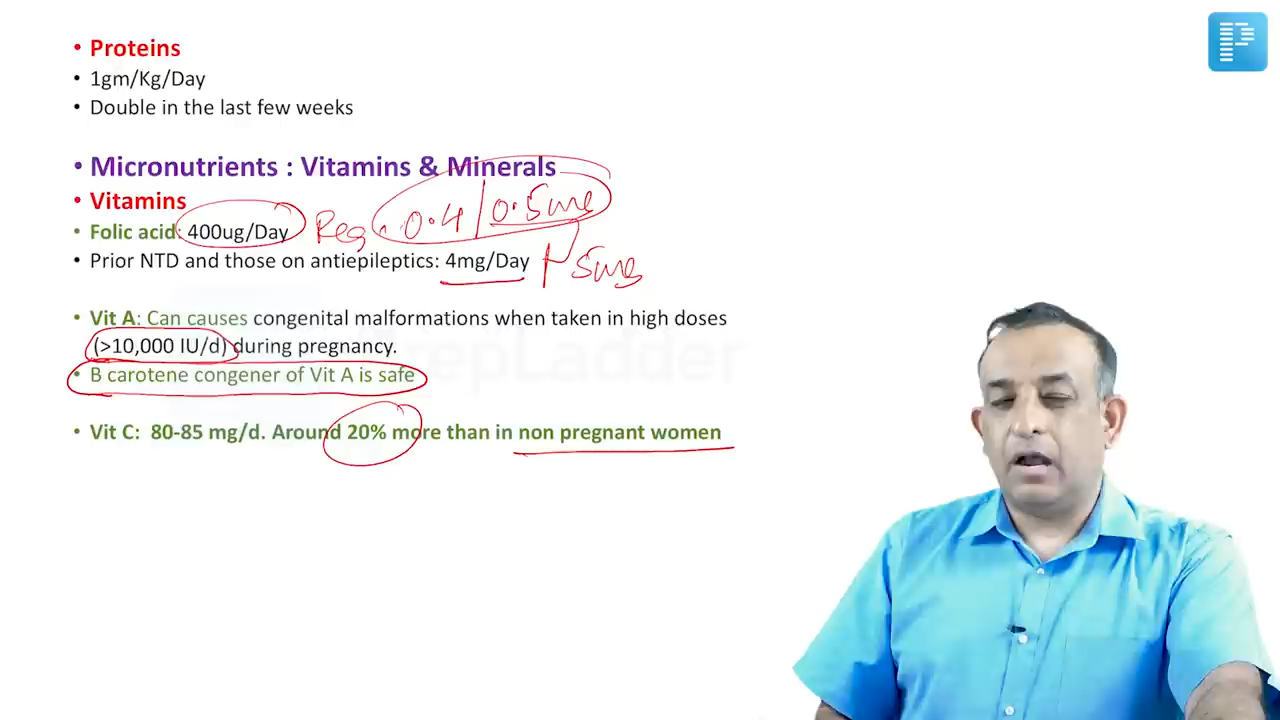 • Proteins
• 1gm/Kg/Day
• Double in the last few weeks
• Micronutrients : Vitamins & Minerals
• Vitamins
• Folic acid: 400ug/Day Req. 0.4 / 0.5mg
• Prior NTD and those on antiepileptics: 4mg/Day 5mg
• Vit A: Can causes congenital malformations when taken in high doses
(>10,000 IU/d) during pregnancy.
• B carotene congener of Vit A is safe
PrepLadder
• Vit C: 80-85 mg/d. Around 20% more than in non pregnant women